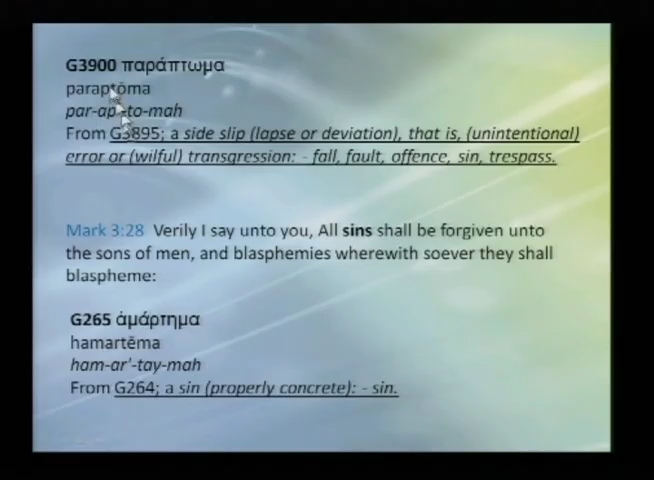 G3900 παράπτωμα
paraptōma
par-ap'-to-mah
From G3895; a side slip (lapse or deviation), that is, (unintentional)
error or (wilful) transgression: - fall, fault, offence, sin, trespass.
Mark 3:28 Verily I say unto you, All sins shall be forgiven unto
the sons of men, and blasphemies wherewith soever they shall
blaspheme:
G265 ἁμάρτημα
hamartēma
ham-ar'-tay-mah
From G264; a sin (properly concrete): - sin.